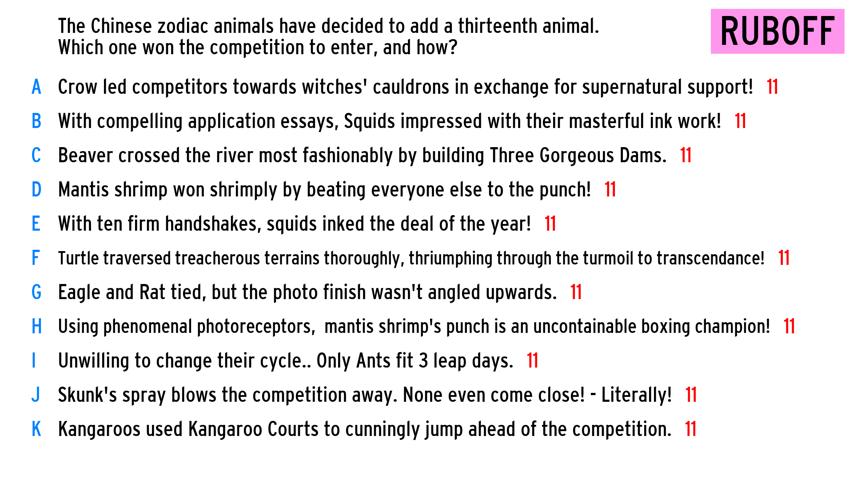 The Chinese zodiac animals have decided to add a thirteenth animal.
Which one won the competition to enter, and how?
RUBOFF
A Crow led competitors towards witches' cauldrons in exchange for supernatural support! 11
B With compelling application essays, Squids impressed with their masterful ink work! 11
C Beaver crossed the river most fashionably by building Three Gorgeous Dams. 11
D Mantis shrimp won shrimply by beating everyone else to the punch! 11
E With ten firm handshakes, squids inked the deal of the year! 11
F Turtle traversed treacherous terrains thoroughly, thriumphing through the turmoil to transcendance! 11
G Eagle and Rat tied, but the photo finish wasn't angled upwards. 11
H Using phenomenal photoreceptors, mantis shrimp's punch is an uncontainable boxing champion! 11
I Unwilling to change their cycle.. Only Ants fit 3 leap days. 11
J Skunk's spray blows the competition away. None even come close! - Literally! 11
K Kangaroos used Kangaroo Courts to cunningly jump ahead of the competition. 11